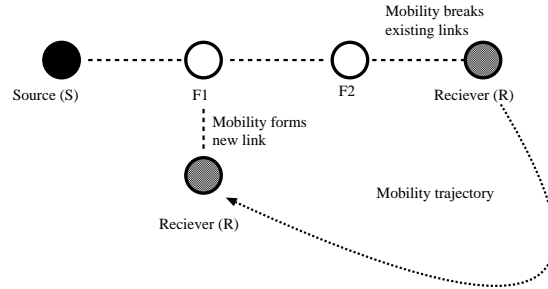 Mobility breaks
existing links
Source (S)
F1
F2
Reciever (R)
Mobility forms
new link
Mobility trajectory
Reciever (R)